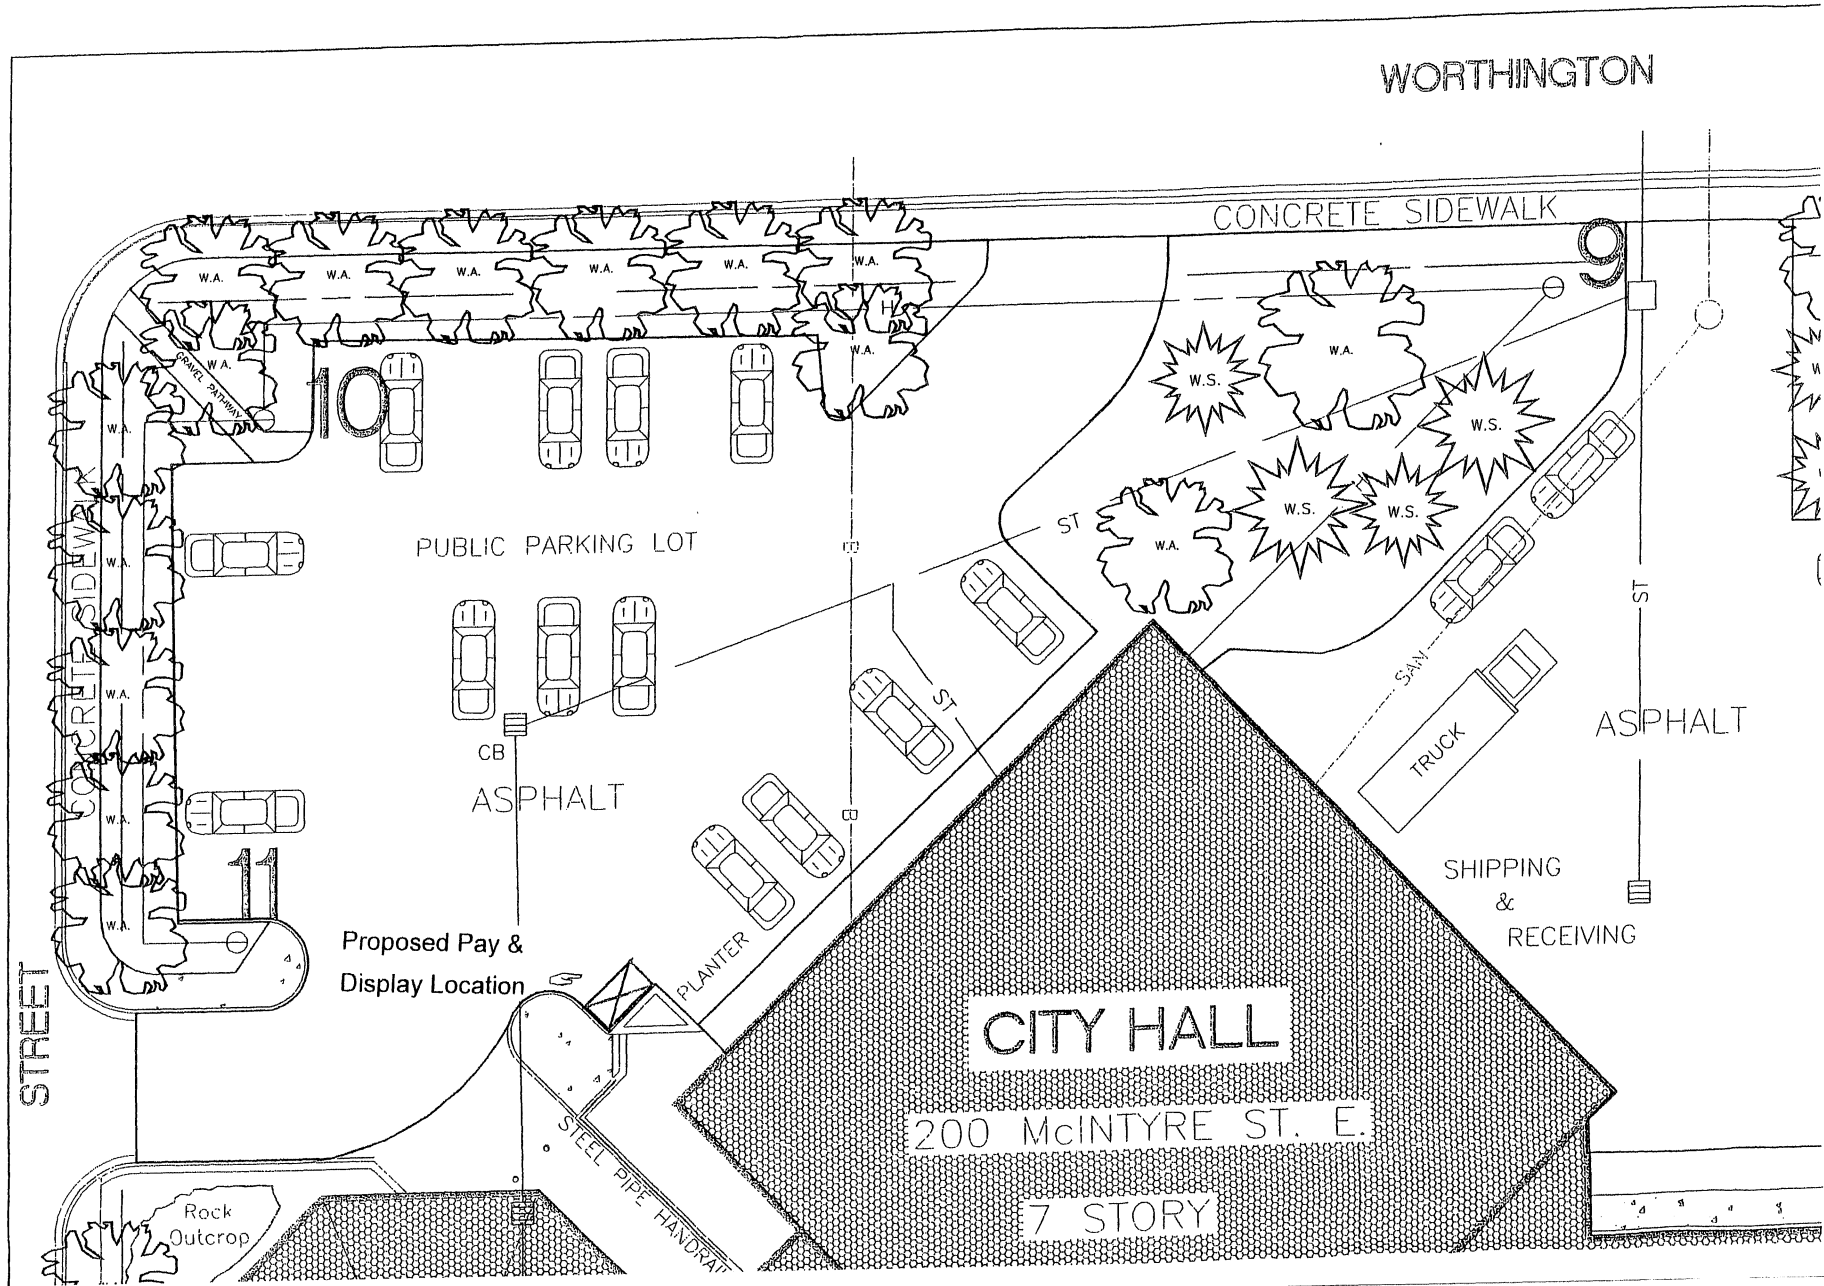 WORTHINGTON
CONCRETE SIDEWALK
9
W.A.
W.A.
W.A.
W.A.
W.A.
W.A.
H
W.A.
W.A.
GRAVEL PATHWAY
10
W.A.
W.S.
W.A.
W.S.
W.S.
W.S.
W.A.
ST
PUBLIC PARKING LOT
B
W.A.
W.A.
CONCRETE SIDEWALK
ST
W.A.
SAN
ST
CB
ASPHALT
B
ASPHALT
TRUCK
W.A.
11
SHIPPING
&
RECEIVING
W.A.
Proposed Pay &
Display Location
PLANTER
STREET
CITY HALL
200 McINTYRE ST. E.
7 STORY
STEEL PIPE HANDRAI
Rock
Outcrop